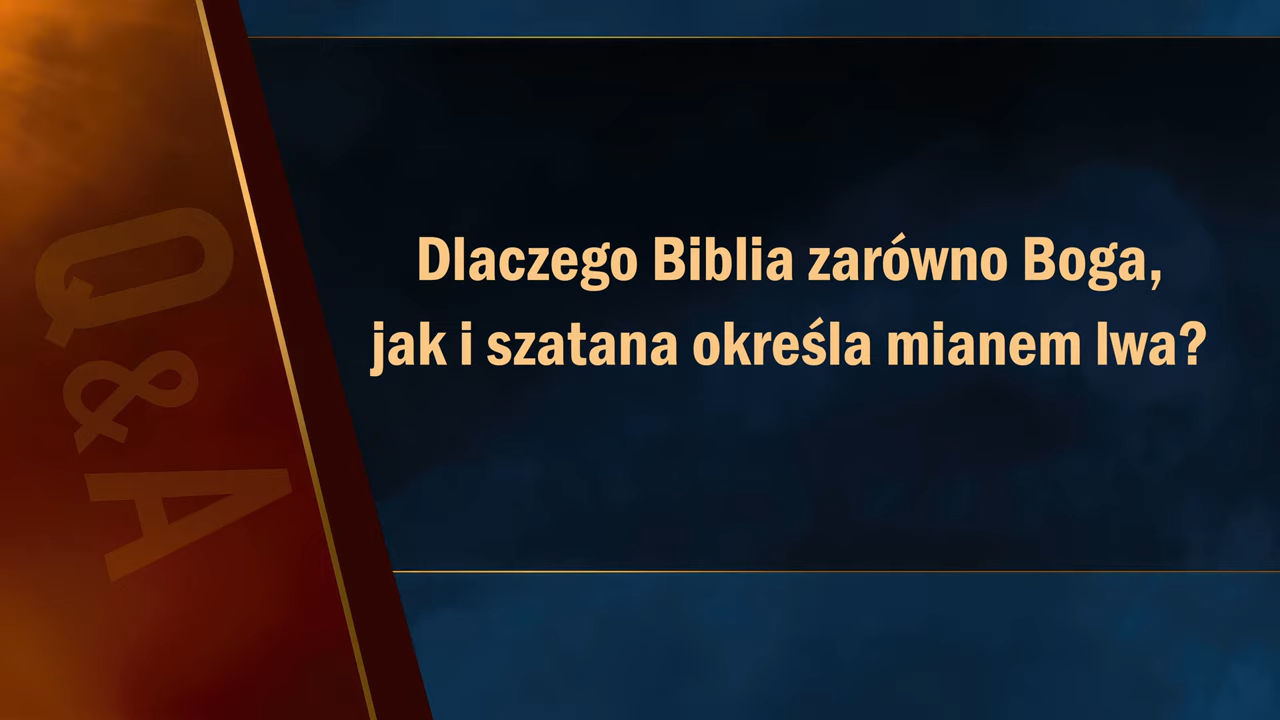 Q & A
Dlaczego Biblia zarówno Boga,
jak i szatana określa mianem lwa?